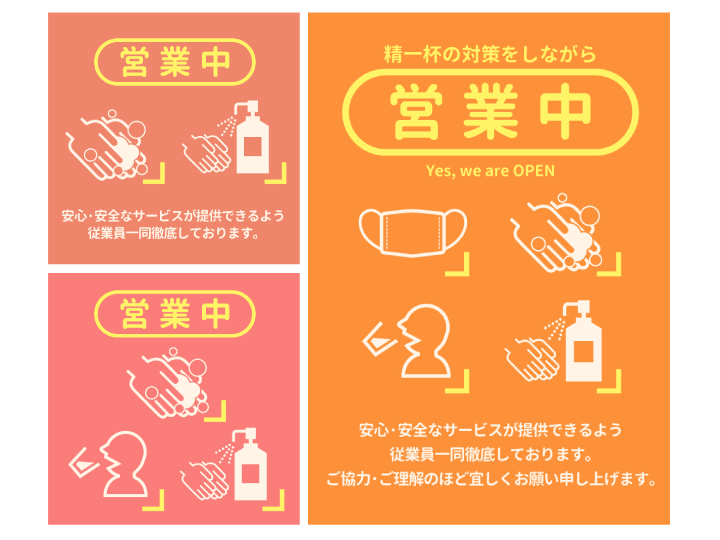 営業中
安心・安全なサービスが提供できるよう
従業員一同徹底しております。
営業中
精一杯の対策をしながら
営業中
Yes, we are OPEN
安心・安全なサービスが提供できるよう
従業員一同徹底しております。
ご協力・ご理解のほど宜しくお願い申し上げます。